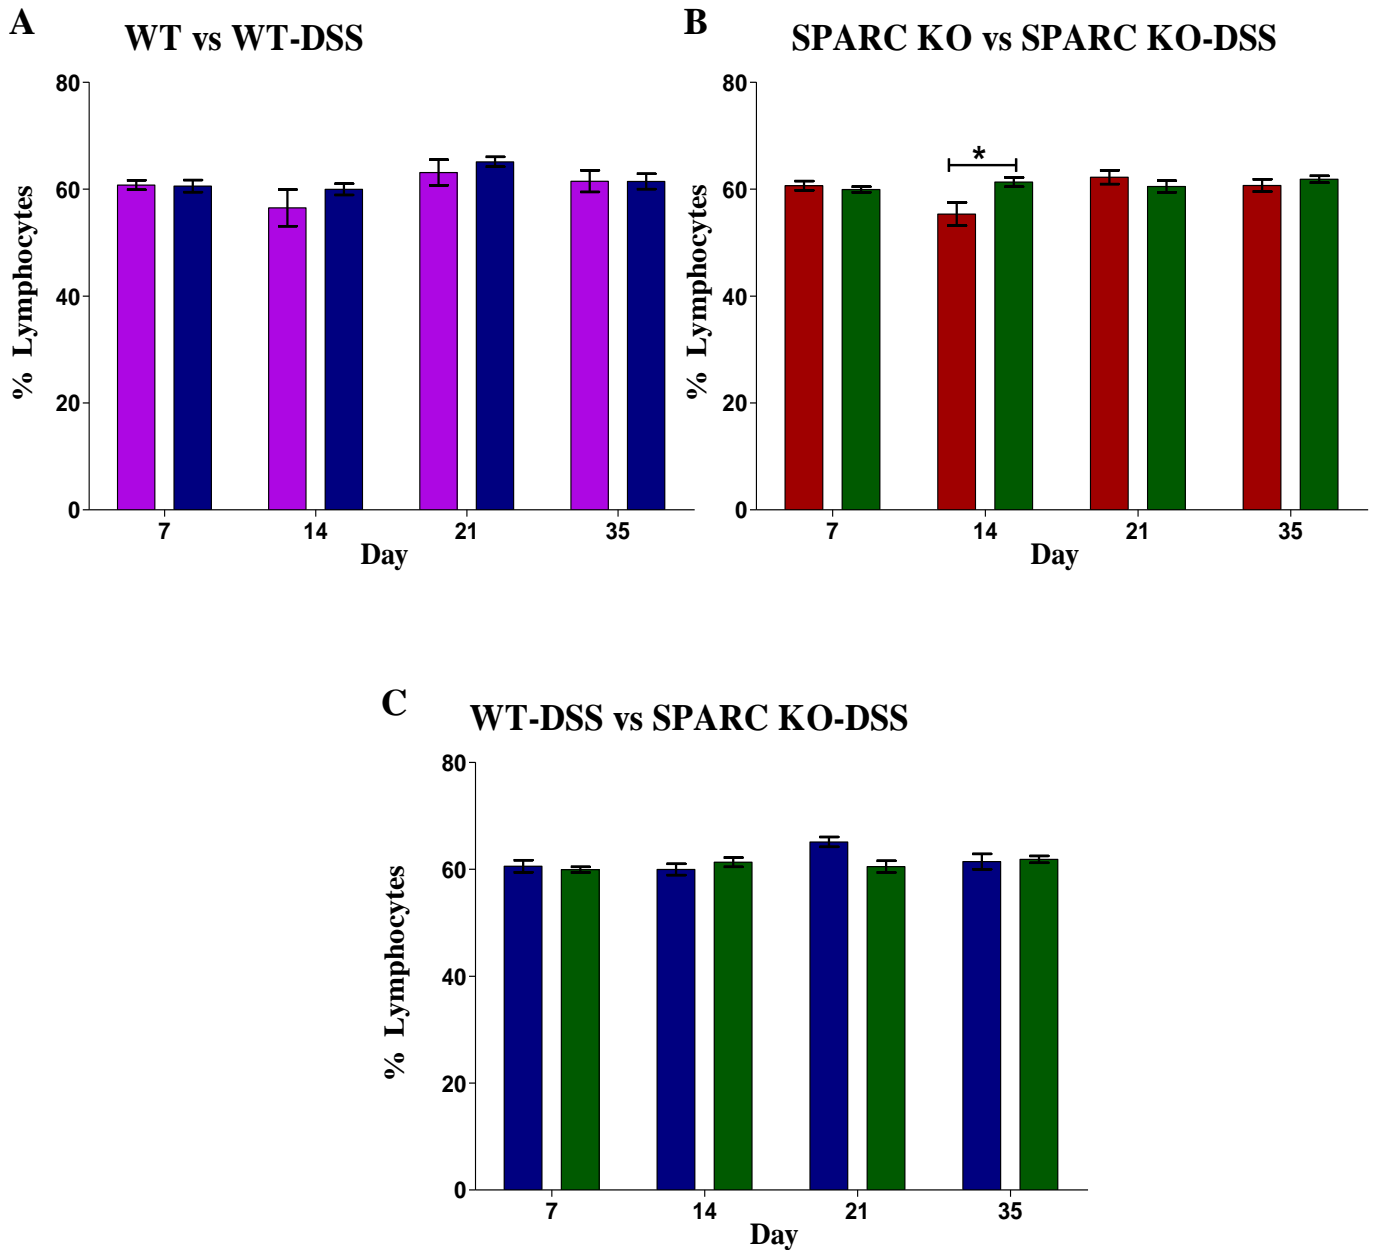 A
WT vs WT-DSS
80
60
40
20
0
% Lymphocytes
7 14 21 35
Day
B
SPARC KO vs SPARC KO-DSS
80
60
40
20
0
% Lymphocytes
*
7 14 21 35
Day
C
WT-DSS vs SPARC KO-DSS
80
60
40
20
0
% Lymphocytes
7 14 21 35
Day